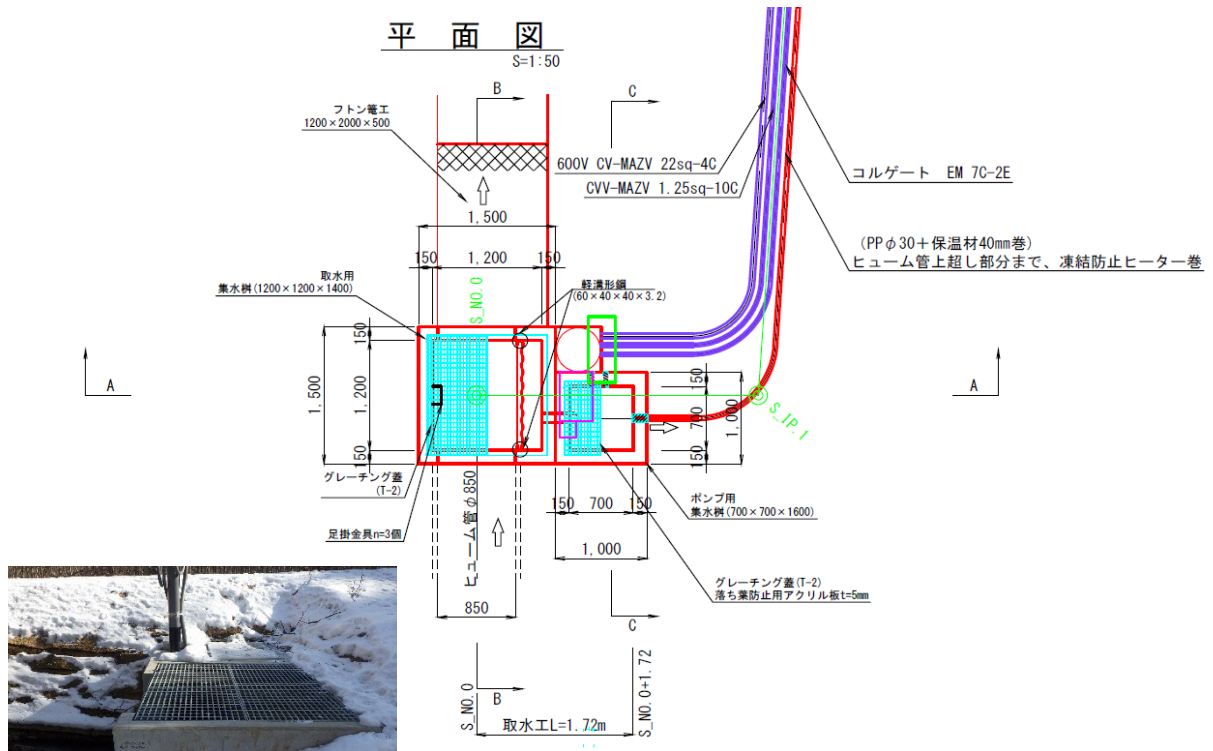 平面図
S=1:50
B
C
フトン篭工
1200×2000×500
600V CV-MAZV 22sq-4C
CVV-MAZV 1.25sq-10C
コルゲート EM 7C-2E
1,500
(PPφ30+保温材40mm巻)
ヒューム管上超し部分まで、凍結防止ヒーター巻
150
1,200
150
取水用
集水桝(1200×1200×1400)
S_NO.0
軽溝形鋼
(60×40×40×3.2)
A
1,500
150
1,200
150
150
700
150
1,000
S_IP.1
A
グレーチング蓋
(T-2)
足掛金具n=3個
ヒューム管φ850
150
700
150
1,000
ポンプ用
集水桝(700×700×1600)
グレーチング蓋(T-2)
落ち葉防止用アクリル板t=5mm
850
C
B
S_NO.0
S_NO.0+1.72
取水工L=1.72m